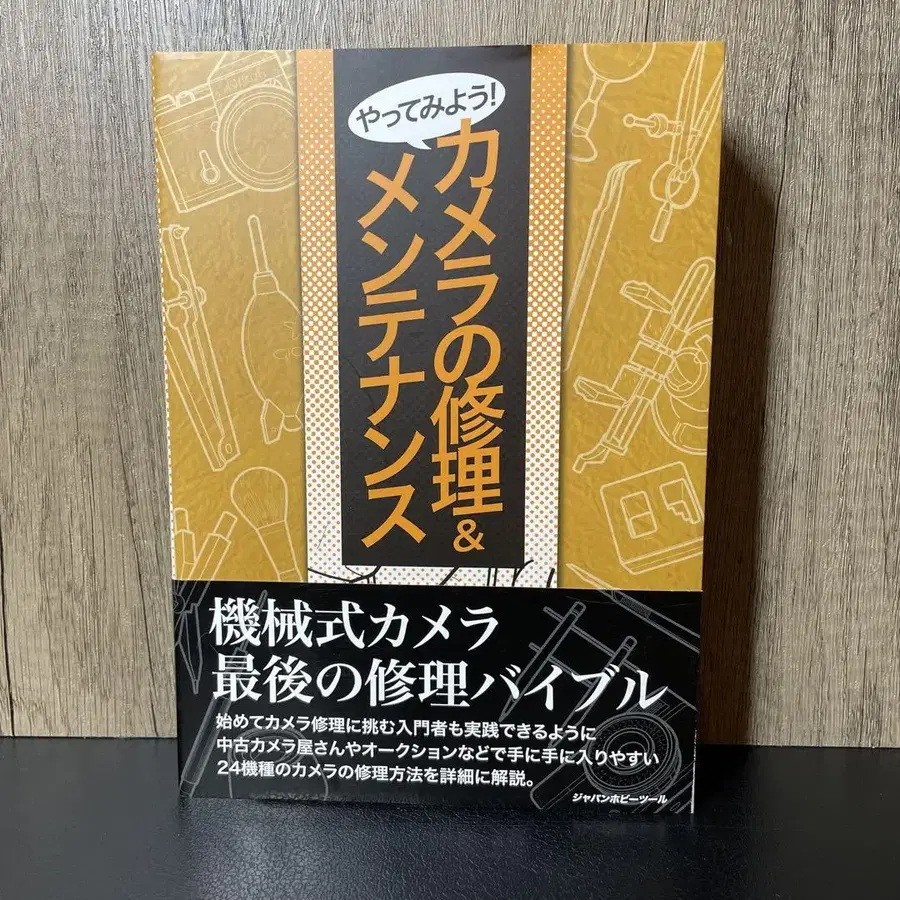 やってみよう!
カメラの修理&
メンテナンス
機械式カメラ
最後の修理バイブル
始めてカメラ修理に挑む入門者も実践できるように
中古カメラ屋さんやオークションなどで手に手に入りやすい
24機種のカメラの修理方法を詳細に解説。
ジャパンホビーツール